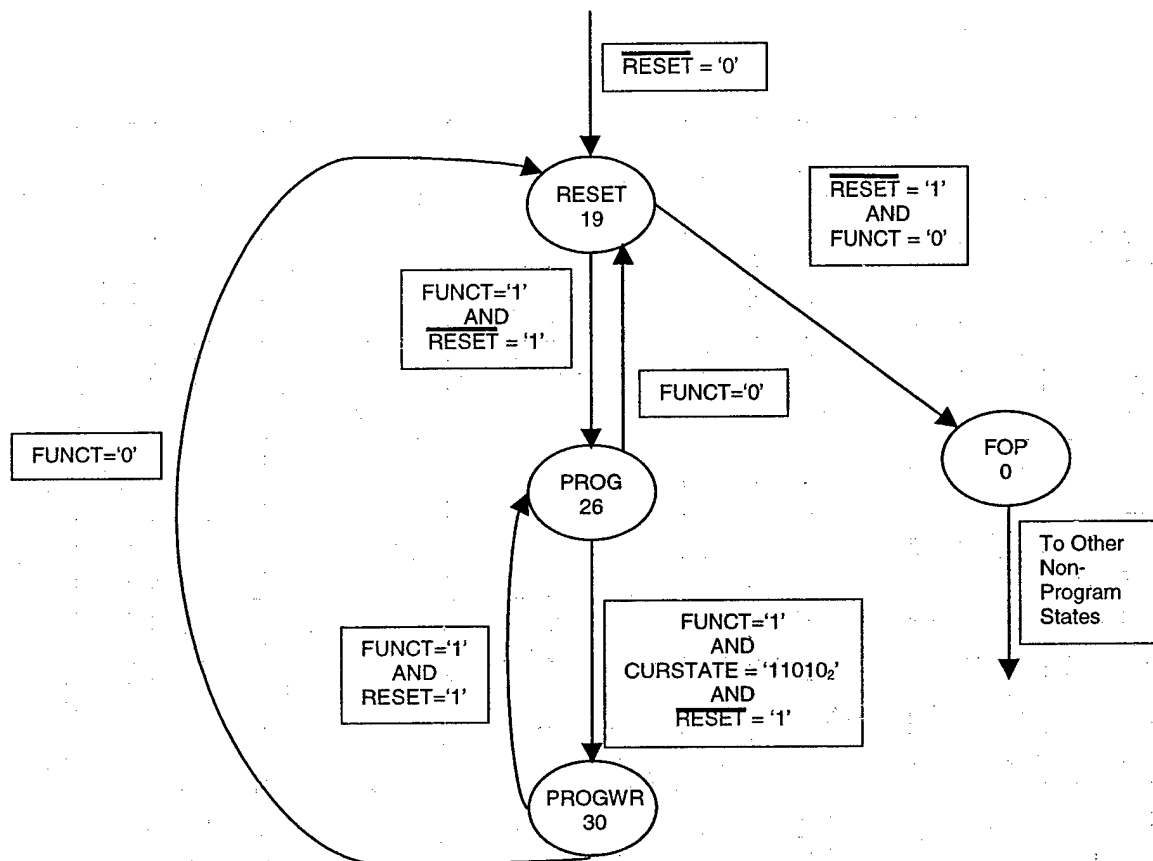 RESET = '0'
RESET
19
RESET = '1'
AND
FUNCT = '0'
FUNCT='1'
AND
RESET = '1'
FUNCT='0'
FUNCT='0'
FOP
0
PROG
26
To Other
Non-
Program
States
FUNCT='1'
AND
RESET='1'
FUNCT='1'
AND
CURSTATE = '11010₂'
AND
RESET = '1'
PROGWR
30